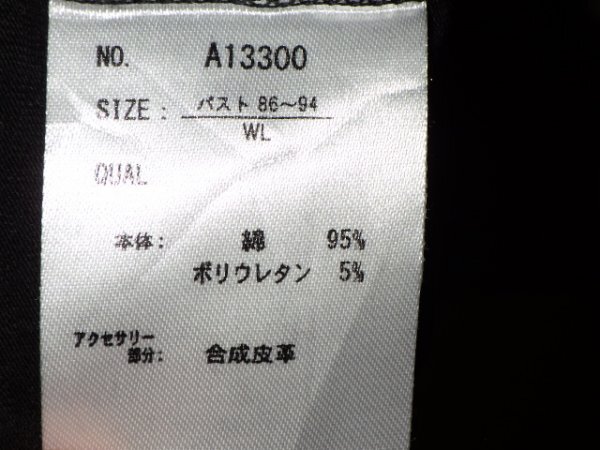 NO. A13300
SIZE: バスト 86～94
WL
QUAL
本体: 綿 95%
ポリウレタン 5%
アクセサリー
部分: 合成皮革